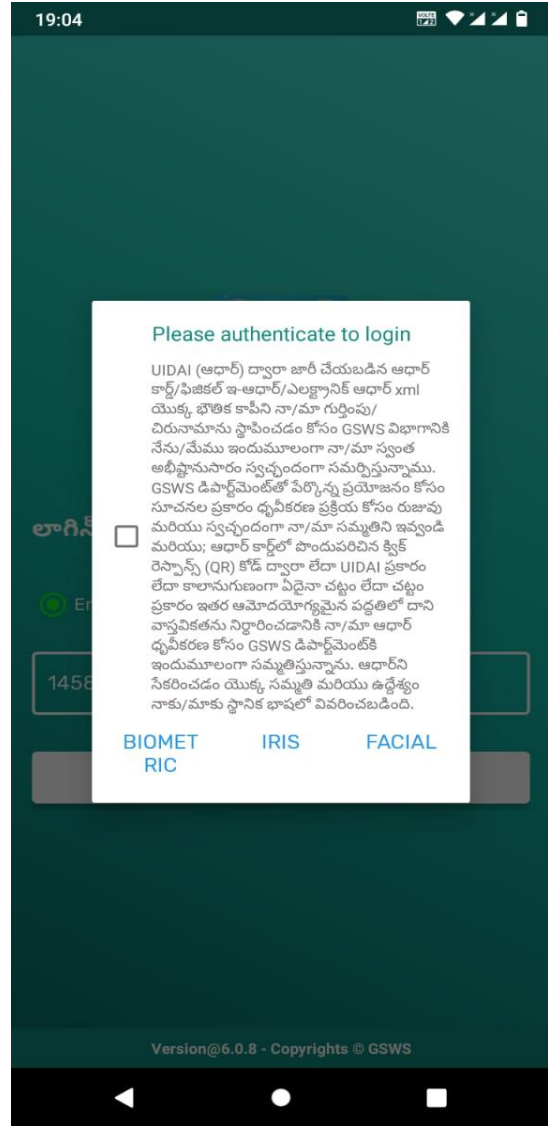 19:04
Please authenticate to login
UIDAI (ఆధార్) ద్వారా జారీ చేయబడిన ఆధార్
కార్డ్/ఫిజికల్ ఇ-ఆధార్/ఎలక్ట్రానిక్ ఆధార్ xml
యొక్క భౌతిక కాపీని నా/మా గుర్తింపు/
చిరునామాను స్థాపించడం కోసం GSWS విభాగానికి
నేను/మేము ఇందుమూలంగా నా/మా స్వంత
అభీష్టానుసారం స్వచ్ఛందంగా సమర్పిస్తున్నాము.
GSWS డిపార్ట్‌మెంట్‌తో పేర్కొన్న ప్రయోజనం కోసం
సూచనల ప్రకారం ధృవీకరణ ప్రక్రియ కోసం రుజువు
మరియు స్వచ్ఛందంగా నా/మా సమ్మతిని ఇవ్వండి
మరియు; ఆధార్ కార్డ్‌లో పొందుపరిచిన క్విక్
రెస్పాన్స్ (QR) కోడ్ ద్వారా లేదా UIDAI ప్రకారం
లేదా కాలానుగుణంగా ఏదైనా చట్టం లేదా చట్టం
ప్రకారం ఇతర ఆమోదయోగ్యమైన పద్ధతిలో దాని
వాస్తవికతను నిర్ధారించడానికి నా/మా ఆధార్
ధృవీకరణ కోసం GSWS డిపార్ట్‌మెంట్‌కి
ఇందుమూలంగా సమ్మతిస్తున్నాను. ఆధార్‌ని
సేకరించడం యొక్క సమ్మతి మరియు ఉద్దేశ్యం
నాకు/మాకు స్థానిక భాషలో వివరించబడింది.
లాగిన్
En
1458
BIOMET
RIC
IRIS
FACIAL
Version@6.0.8 - Copyrights © GSWS